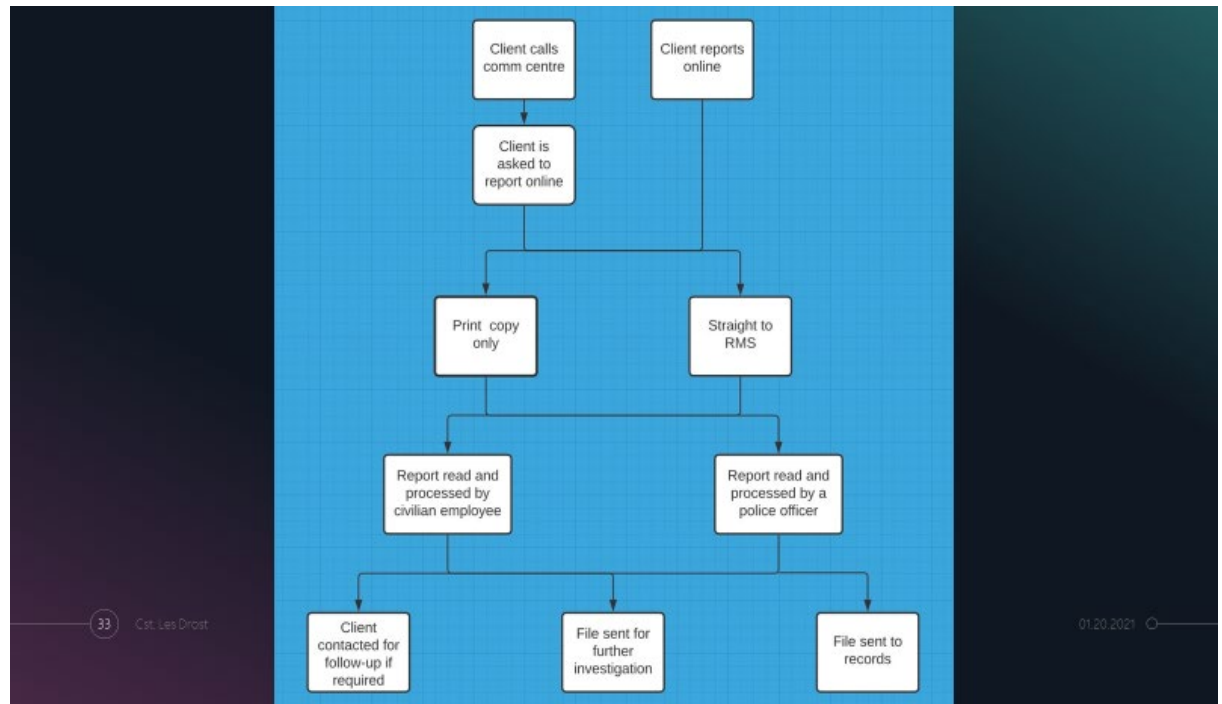 Client calls
comm centre
Client reports
online
Client is
asked to
report online
Print copy
only
Straight to
RMS
Report read and
processed by
civilian employee
Report read and
processed by a
police officer
Client
contacted for
follow-up if
required
File sent for
further
investigation
File sent to
records
33
Cst. Les Drost
01.20.2021